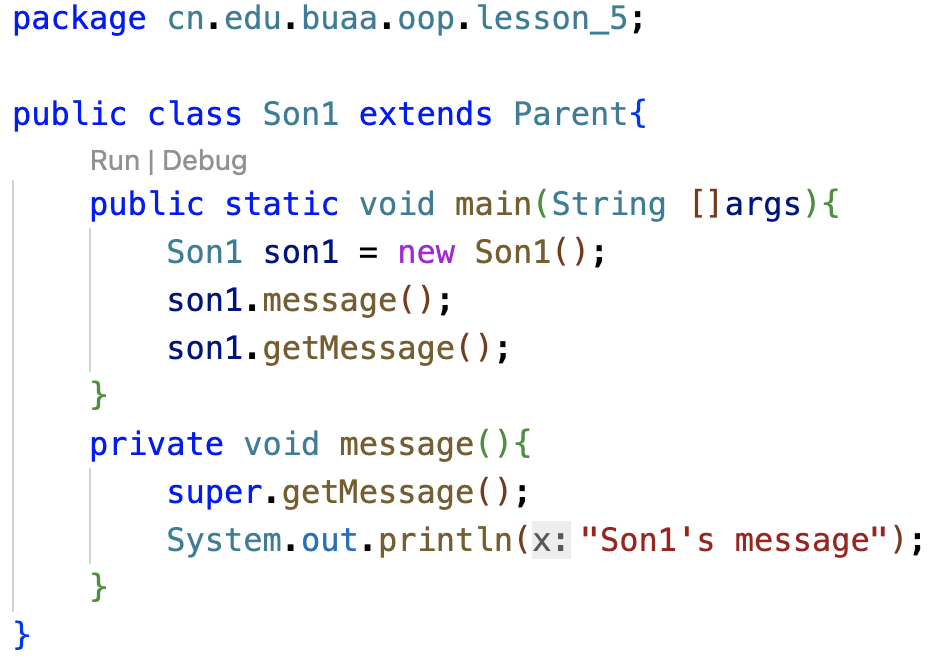 package cn.edu.buaa.oop.lesson_5;
public class Son1 extends Parent{
Run | Debug
public static void main(String []args){
Son1 son1 = new Son1();
son1.message();
son1.getMessage();
}
private void message(){
super.getMessage();
System.out.println(x: "Son1's message");
}
}